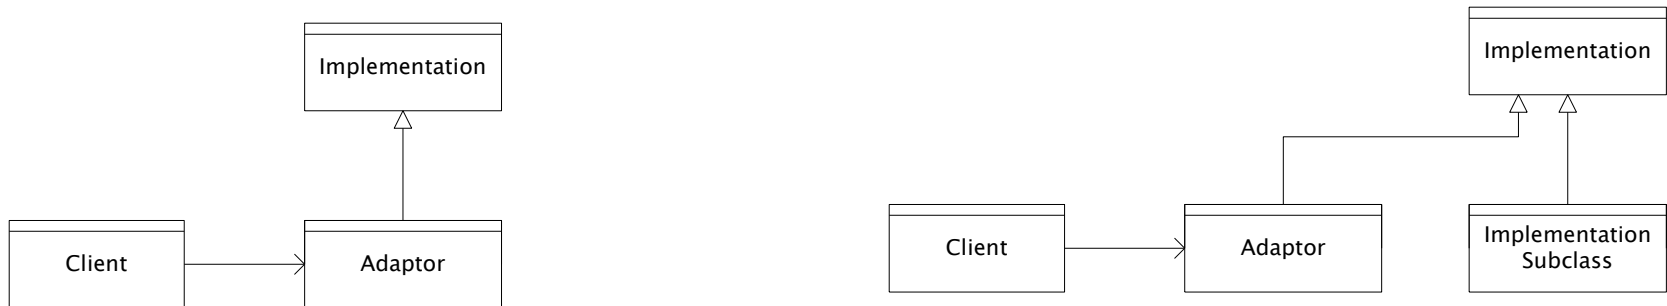 Implementation
Client
Adaptor
Implementation
Client
Adaptor
Implementation
Subclass